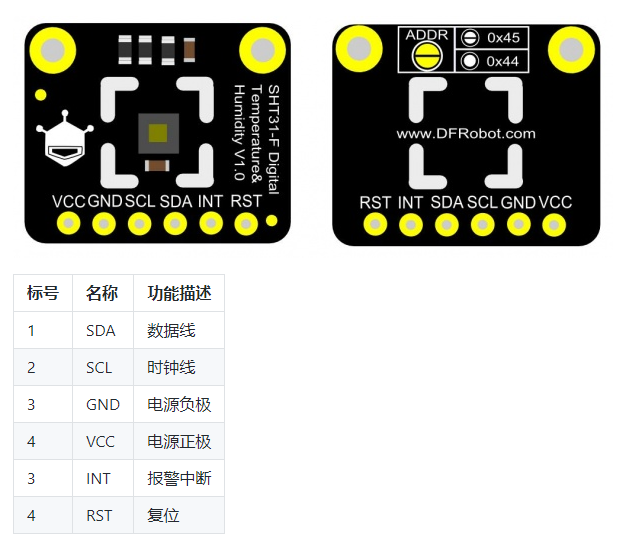 SHT31-F Digital
Temperature&
Humidity V1.0
VCC GND SCL SDA INT RST
ADDR
0x45
0x44
www.DFRobot.com
RST INT SDA SCL GND VCC
标号 名称 功能描述
1 SDA 数据线
2 SCL 时钟线
3 GND 电源负极
4 VCC 电源正极
3 INT 报警中断
4 RST 复位